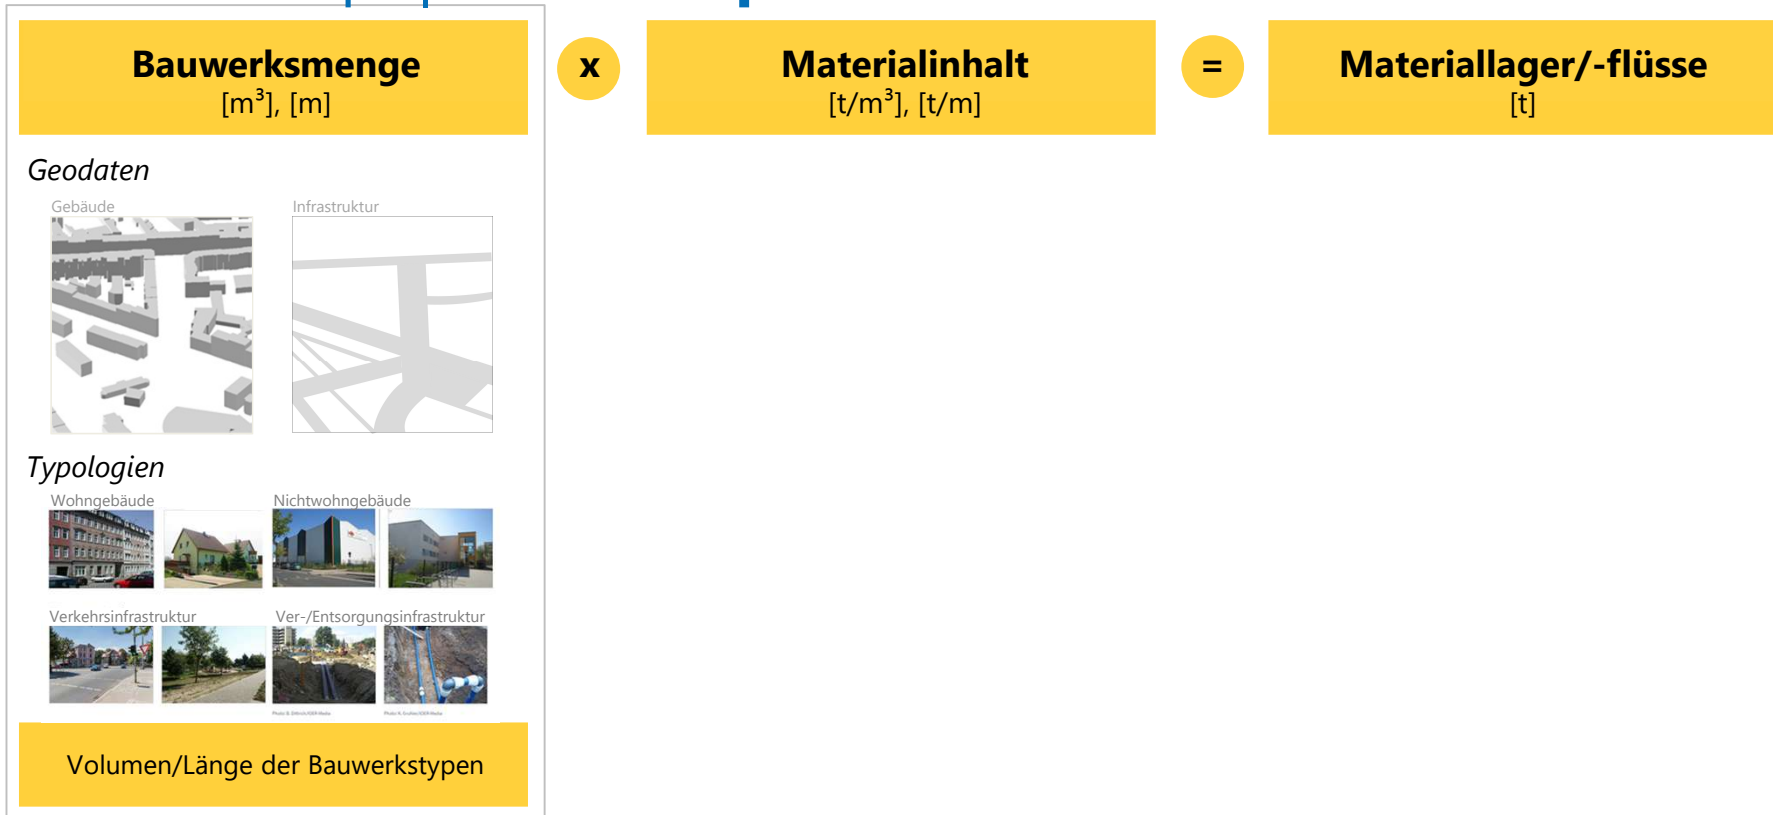 Bauwerksmenge
[m³], [m]
x
Materialinhalt
[t/m³], [t/m]
=
Materiallager/-flüsse
[t]
Geodaten
Gebäude
Infrastruktur
Typologien
Wohngebäude
Nichtwohngebäude
Verkehrsinfrastruktur
Ver-/Entsorgungsinfrastruktur
Volumen/Länge der Bauwerkstypen